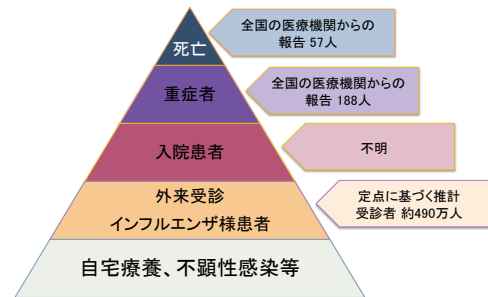 死亡
全国の医療機関からの
報告 57人
重症者
全国の医療機関からの
報告 188人
入院患者
不明
外来受診
インフルエンザ様患者
定点に基づく推計
受診者 約490万人
自宅療養、不顕性感染等